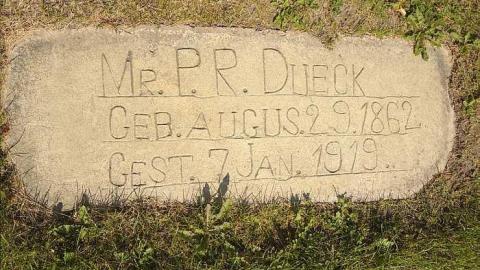 Mr. P. R. Dueck
Geb. Augus. 29. 1862
Gest. 7 Jan. 1919..